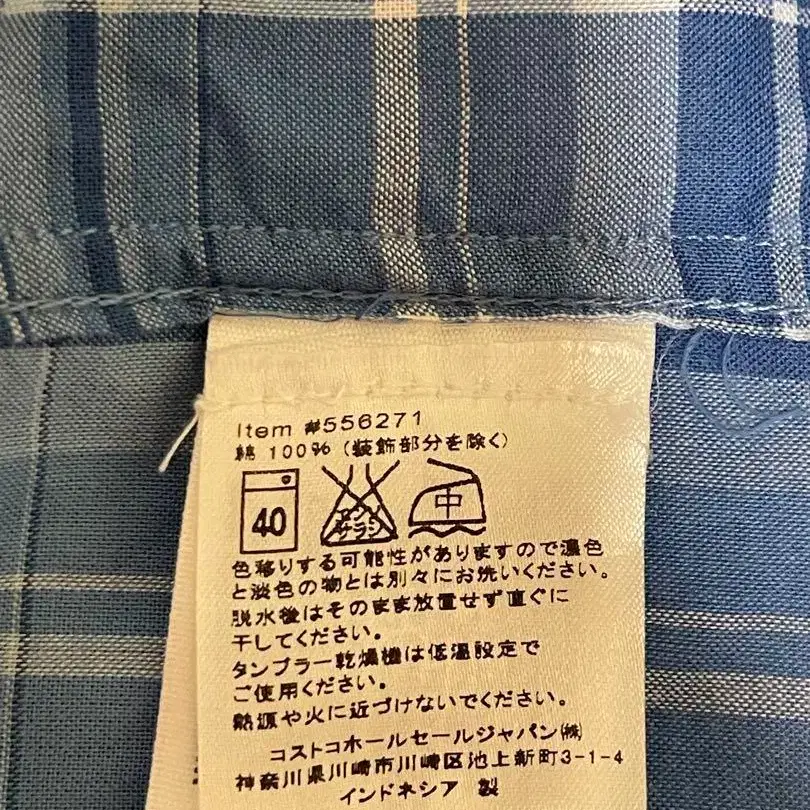 Item #556271
綿 100% (装飾部分を除く)
40 エンソ サラシ 中
色移りする可能性がありますので濃色
と淡色の物とは別々にお洗いください。
脱水後はそのまま放置せず直ぐに
干してください。
タンブラー乾燥機は低温設定で
ご使用ください。
熱源や火に近づけないでください。
コストコホールセールジャパン㈱
神奈川県川崎市川崎区池上新町3-1-4
インドネシア 製